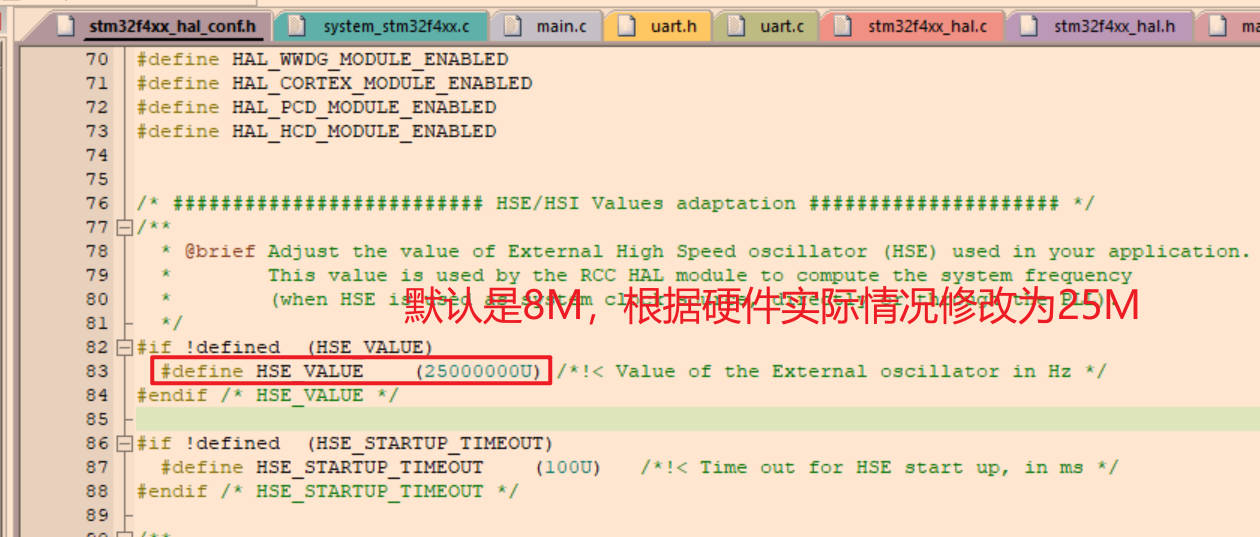 stm32f4xx_hal_conf.h system_stm32f4xx.c main.c uart.h uart.c stm32f4xx_hal.c stm32f4xx_hal.h
70 #define HAL_WWDG_MODULE_ENABLED
71 #define HAL_CORTEX_MODULE_ENABLED
72 #define HAL_PCD_MODULE_ENABLED
73 #define HAL_HCD_MODULE_ENABLED
74
75
76 /* ########################## HSE/HSI Values adaptation ##################### */
77 /**
78 * @brief Adjust the value of External High Speed oscillator (HSE) used in your application.
79 * This value is used by the RCC HAL module to compute the system frequency
80 * (when HSE is used as system
默认是8M，根据硬件实际情况修改为25M
81 */
82 #if !defined (HSE_VALUE)
83 #define HSE_VALUE (25000000U) /*!< Value of the External oscillator in Hz */
84 #endif /* HSE_VALUE */
85
86 #if !defined (HSE_STARTUP_TIMEOUT)
87 #define HSE_STARTUP_TIMEOUT (100U) /*!< Time out for HSE start up, in ms */
88 #endif /* HSE_STARTUP_TIMEOUT */
89